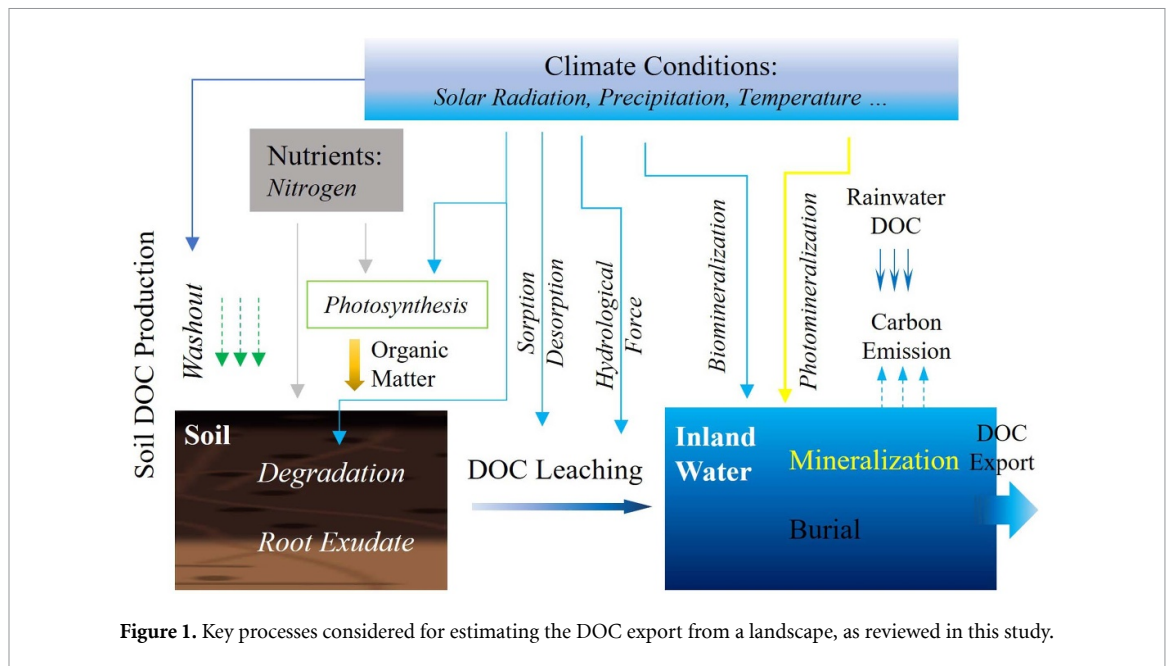 Climate Conditions:
Solar Radiation, Precipitation, Temperature ...
Nutrients:
Nitrogen
Soil DOC Production
Washout
Photosynthesis
Organic
Matter
Sorption
Desorption
Hydrological
Force
Biomineralization
Photomineralization
Rainwater
DOC
Carbon
Emission
Soil
Degradation
Root Exudate
DOC Leaching
Inland
Water
Mineralization
Burial
DOC
Export
Figure 1. Key processes considered for estimating the DOC export from a landscape, as reviewed in this study.